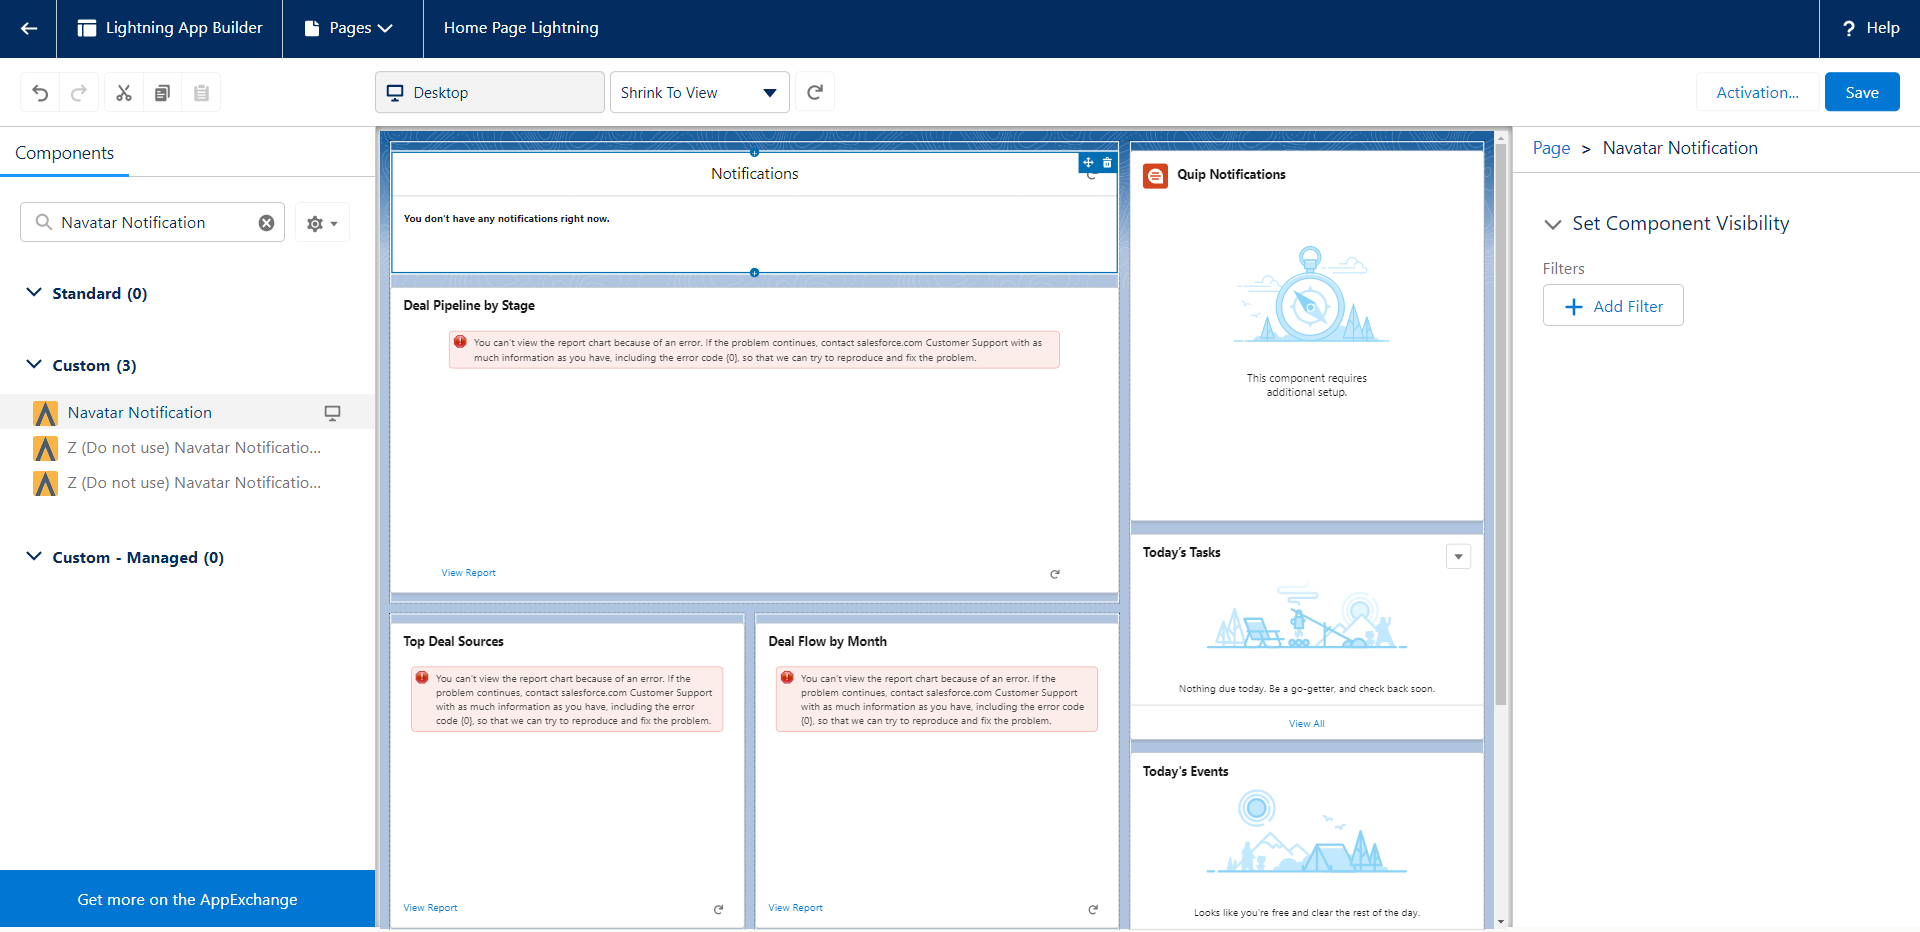 Lightning App Builder
Pages
Home Page Lightning
? Help
Desktop
Shrink To View
Activation...
Save
Components
Navatar Notification
Standard (0)
Custom (3)
Navatar Notification
Z (Do not use) Navatar Notificatio...
Z (Do not use) Navatar Notificatio...
Custom - Managed (0)
Get more on the AppExchange
Notifications
You don't have any notifications right now.
Deal Pipeline by Stage
You can't view the report chart because of an error. If the problem continues, contact salesforce.com Customer Support with as
much information as you have, including the error code {0}, so that we can try to reproduce and fix the problem.
View Report
Top Deal Sources
You can't view the report chart because of an error. If the
problem continues, contact salesforce.com Customer Support
with as much information as you have, including the error
code {0}, so that we can try to reproduce and fix the problem.
View Report
Deal Flow by Month
You can't view the report chart because of an error. If the
problem continues, contact salesforce.com Customer Support
with as much information as you have, including the error code
{0}, so that we can try to reproduce and fix the problem.
View Report
Quip Notifications
This component requires
additional setup.
Today's Tasks
Nothing due today. Be a go-getter, and check back soon.
View All
Today's Events
Looks like you're free and clear the rest of the day.
Page > Navatar Notification
Set Component Visibility
Filters
Add Filter